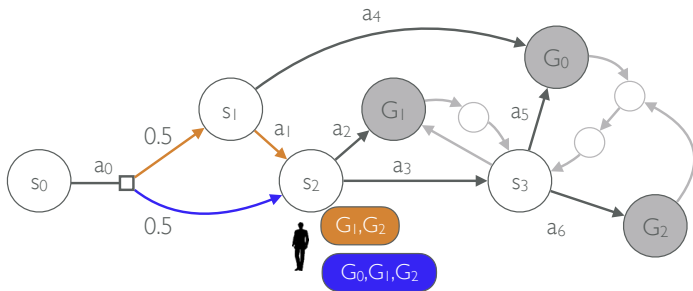 a₄
G₀
s₁
G₁
0.5
a₁
a₂
a₅
a₀
a₃
s₀
s₂
s₃
0.5
G₁,G₂
a₆
G₂
G₀,G₁,G₂